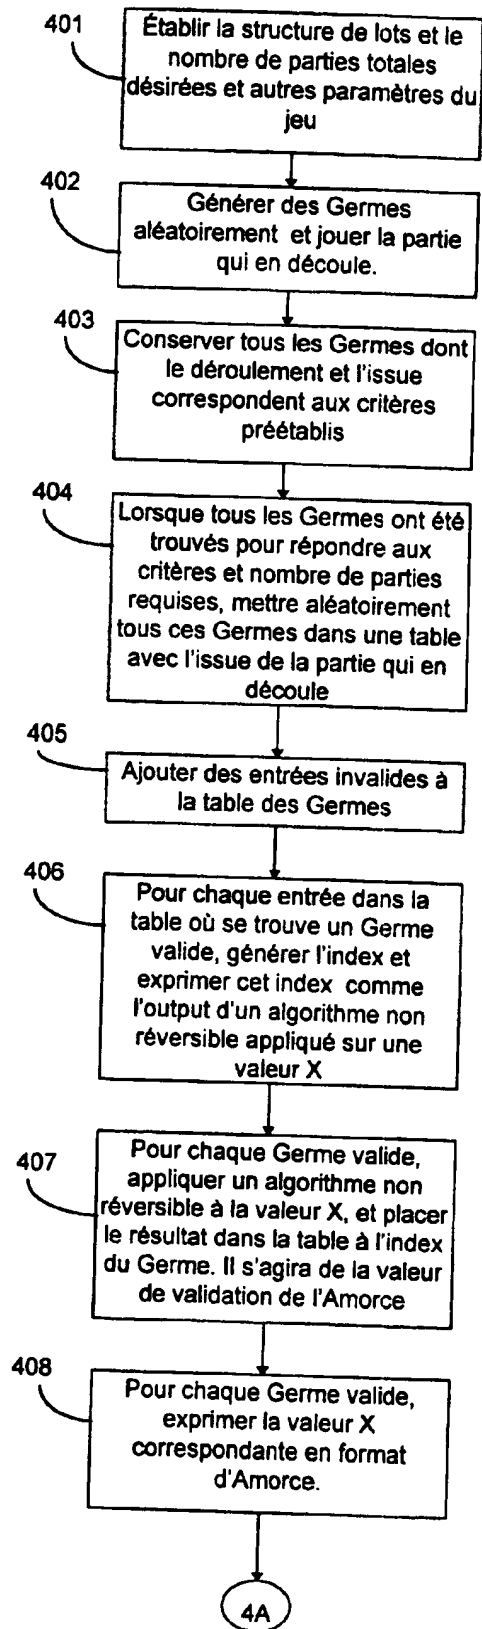 401
Établir la structure de lots et le
nombre de parties totales
désirées et autres paramètres du
jeu
402
Générer des Germes
aléatoirement et jouer la partie
qui en découle.
403
Conserver tous les Germes dont
le déroulement et l'issue
correspondent aux critères
préétablis
404
Lorsque tous les Germes ont été
trouvés pour répondre aux
critères et nombre de parties
requises, mettre aléatoirement
tous ces Germes dans une table
avec l'issue de la partie qui en
découle
405
Ajouter des entrées invalides à
la table des Germes
406
Pour chaque entrée dans la
table où se trouve un Germe
valide, générer l'index et
exprimer cet index comme
l'output d'un algorithme non
réversible appliqué sur une
valeur X
407
Pour chaque Germe valide,
appliquer un algorithme non
réversible à la valeur X, et placer
le résultat dans la table à l'index
du Germe. Il s'agira de la valeur
de validation de l'Amorce
408
Pour chaque Germe valide,
exprimer la valeur X
correspondante en format
d'Amorce.
4A